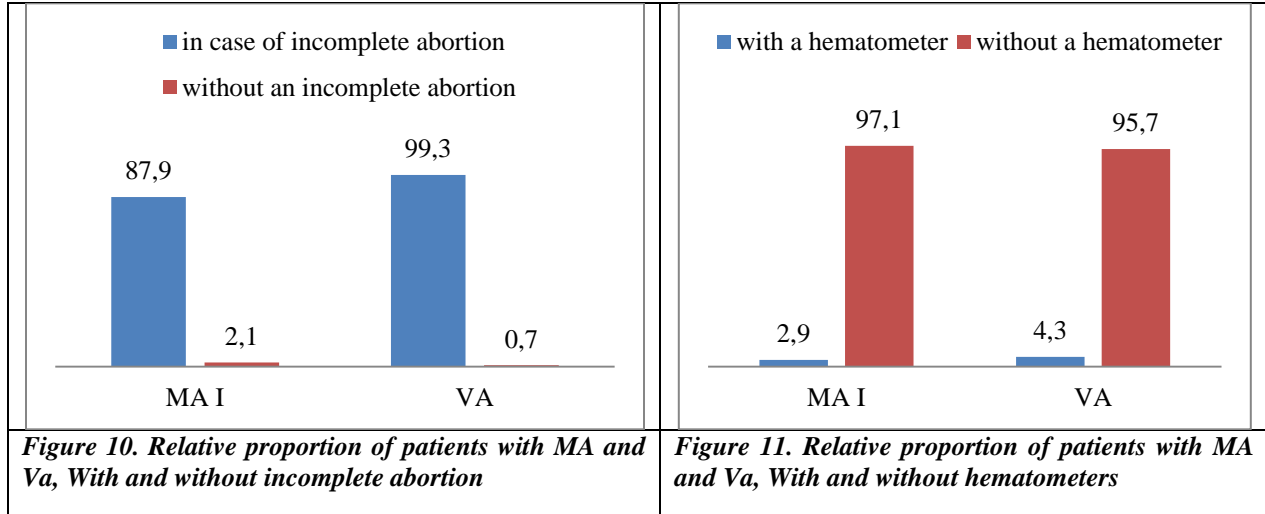 in case of incomplete abortion
without an incomplete abortion
87,9
2,1
99,3
0,7
MA I
VA
Figure 10. Relative proportion of patients with MA and
Va, With and without incomplete abortion
with a hematometer
without a hematometer
2,9
97,1
4,3
95,7
MA I
VA
Figure 11. Relative proportion of patients with MA
and Va, With and without hematometers